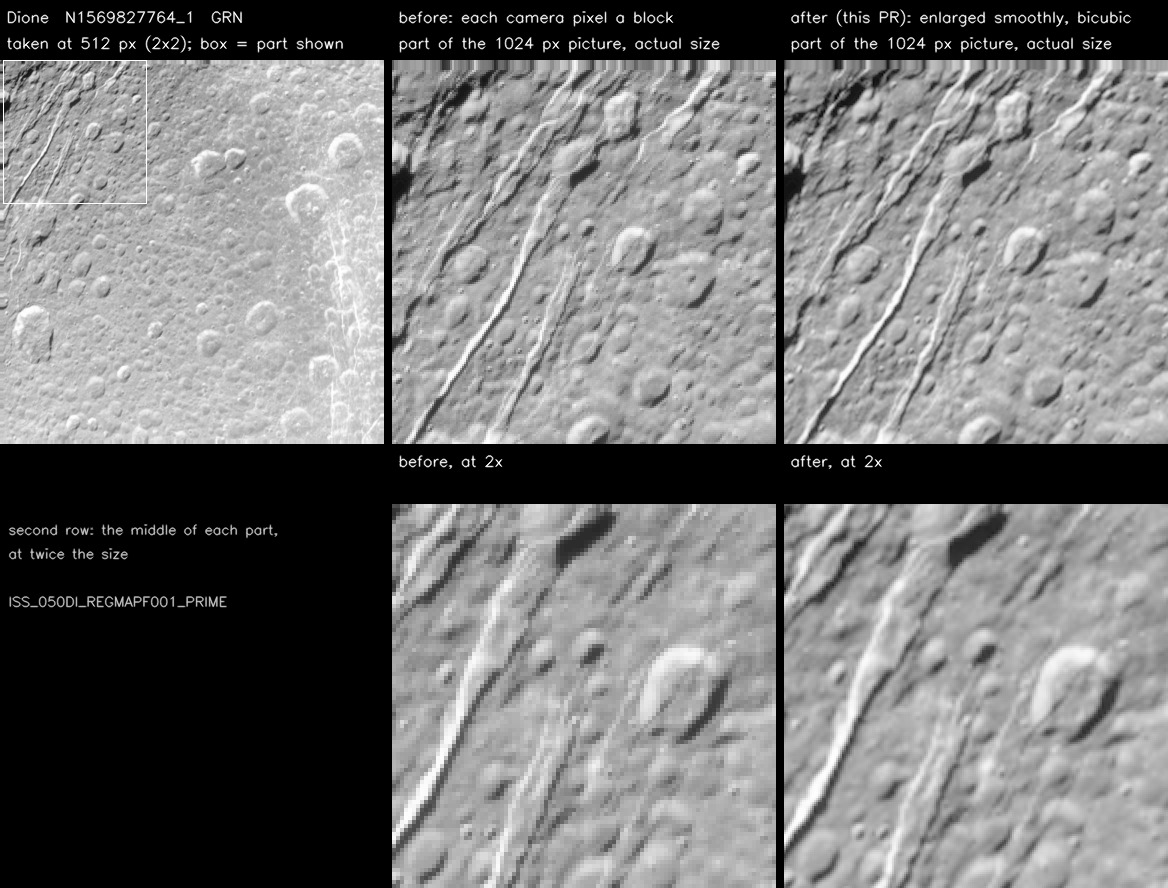 Dione N1569827764_1 GRN
taken at 512 px (2x2); box = part shown
before: each camera pixel a block
part of the 1024 px picture, actual size
after (this PR): enlarged smoothly, bicubic
part of the 1024 px picture, actual size
before, at 2x
after, at 2x
second row: the middle of each part,
at twice the size
ISS_050DI_REGMAPF001_PRIME